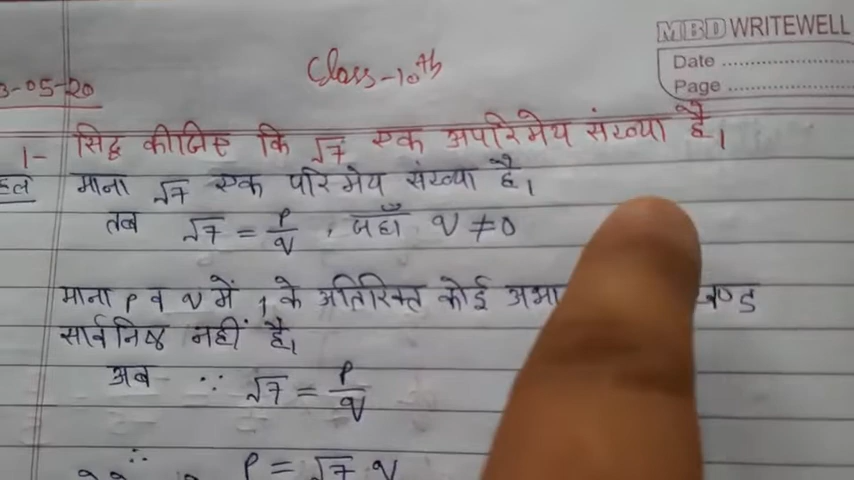 MBD WRITEWELL
Date
Page
3-05-20
Class-10th
1- सिद्ध कीजिए कि √7 एक अपरिमेय संख्या है।
हल माना √7 एक परिमेय संख्या है।
तब √7 = p/q , जहाँ q ≠ 0
माना p व q में 1 के अतिरिक्त कोई
सार्वनिष्ठ नहीं है।
अब ∵ √7 = p/q
∴ p = √7 q